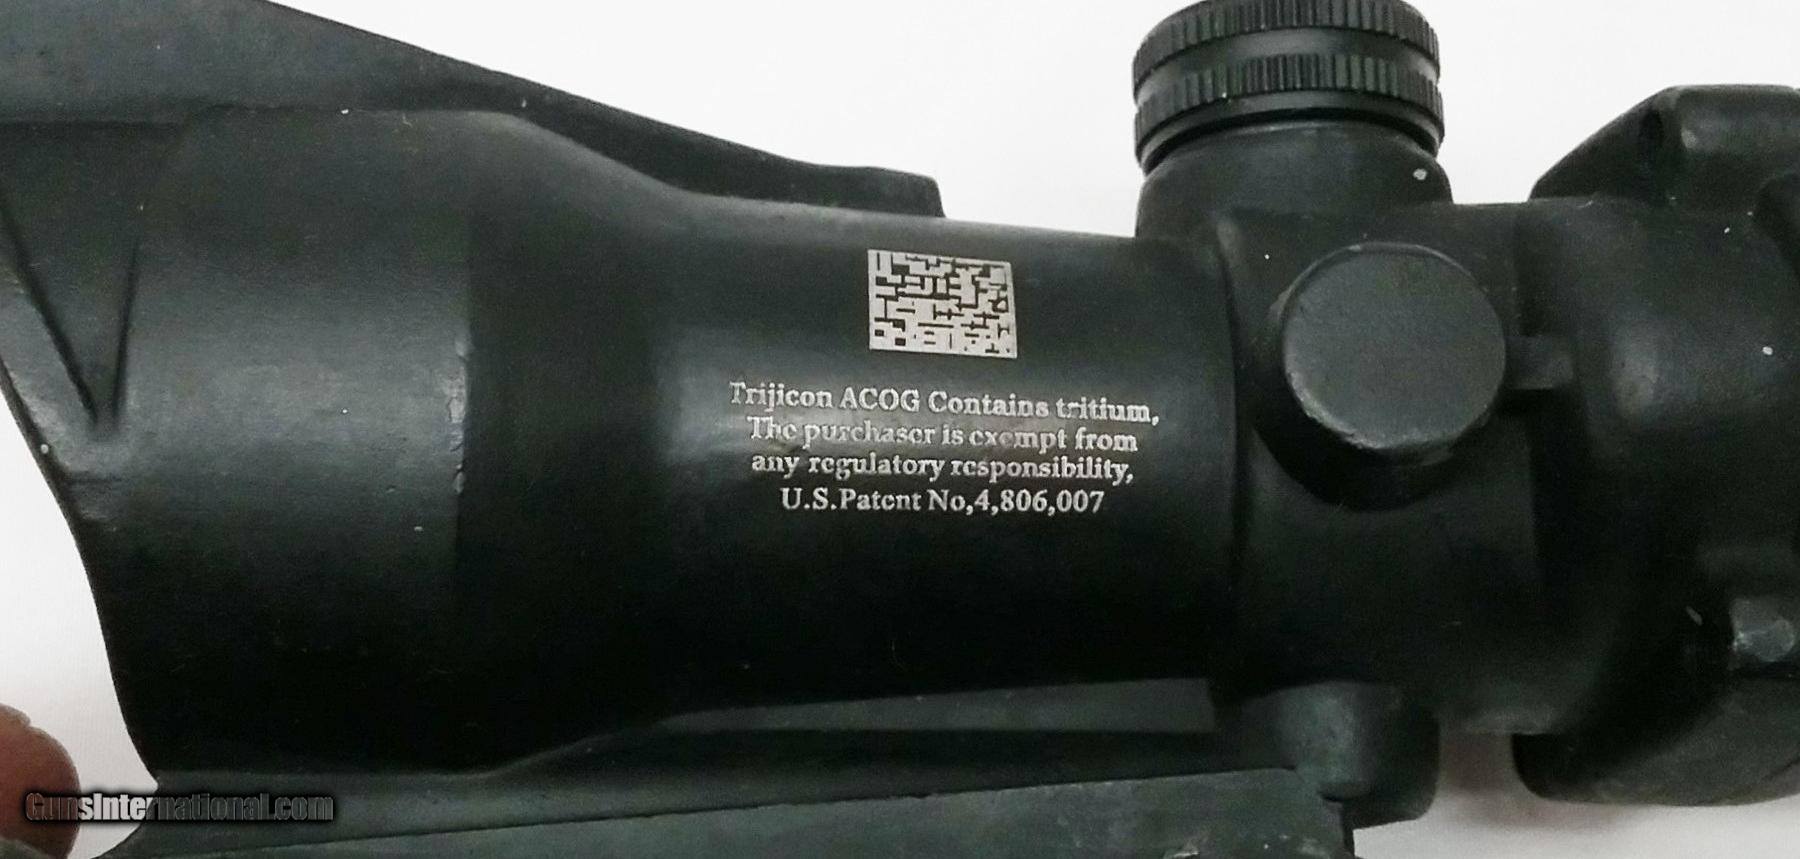 Trijicon ACOG Contains tritium,
The purchaser is exempt from
any regulatory responsibility,
U.S.Patent No,4,806,007
GunsInternational.com